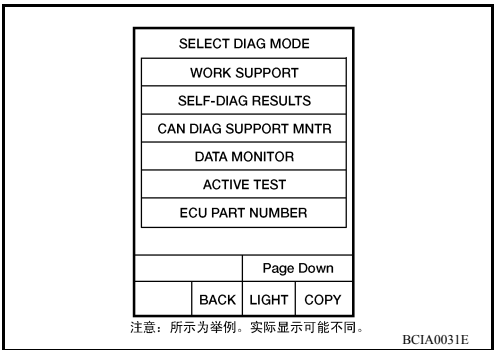 SELECT DIAG MODE
WORK SUPPORT
SELF-DIAG RESULTS
CAN DIAG SUPPORT MNTR
DATA MONITOR
ACTIVE TEST
ECU PART NUMBER
Page Down
BACK LIGHT COPY
注意：所示为举例。实际显示可能不同。
BCIA0031E